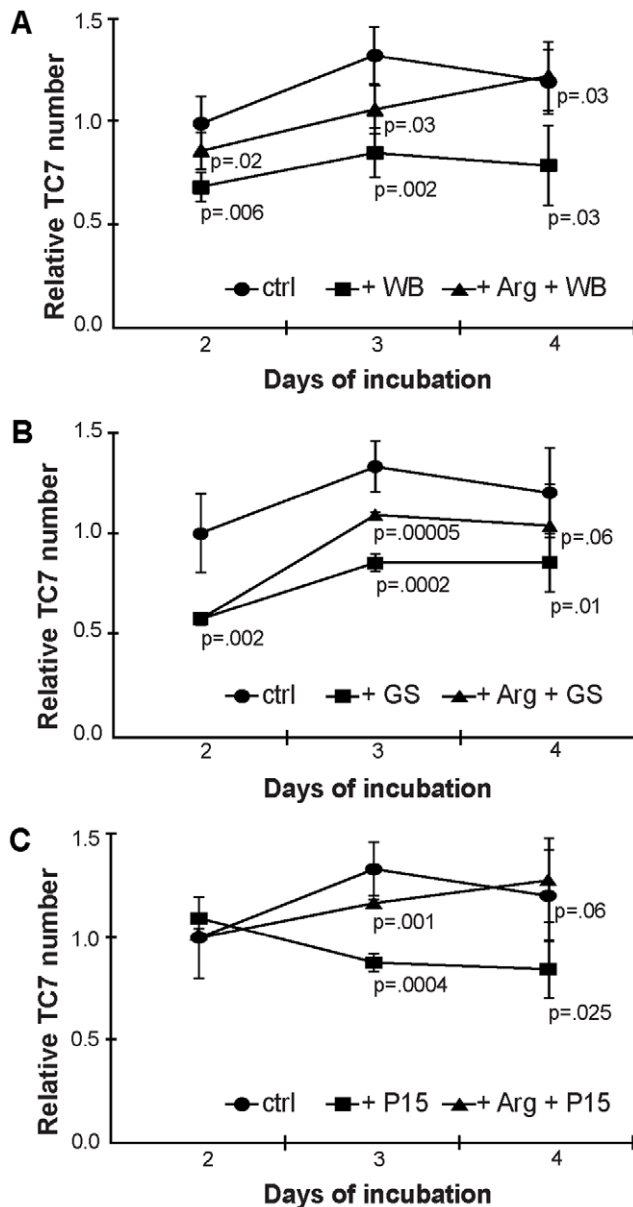 A
Relative TC7 number
1.5
1.0
0.5
0.0
p=.02
p=.006
p=.03
p=.002
p=.03
p=.03
ctrl + WB + Arg + WB
2 3 4
Days of incubation
B
Relative TC7 number
1.5
1.0
0.5
0.0
p=.002
p=.00005
p=.0002
p=.06
p=.01
ctrl + GS + Arg + GS
2 3 4
Days of incubation
C
Relative TC7 number
1.5
1.0
0.5
1.0
p=.001
p=.0004
p=.06
p=.025
ctrl + P15 + Arg + P15
2 3 4
Days of incubation